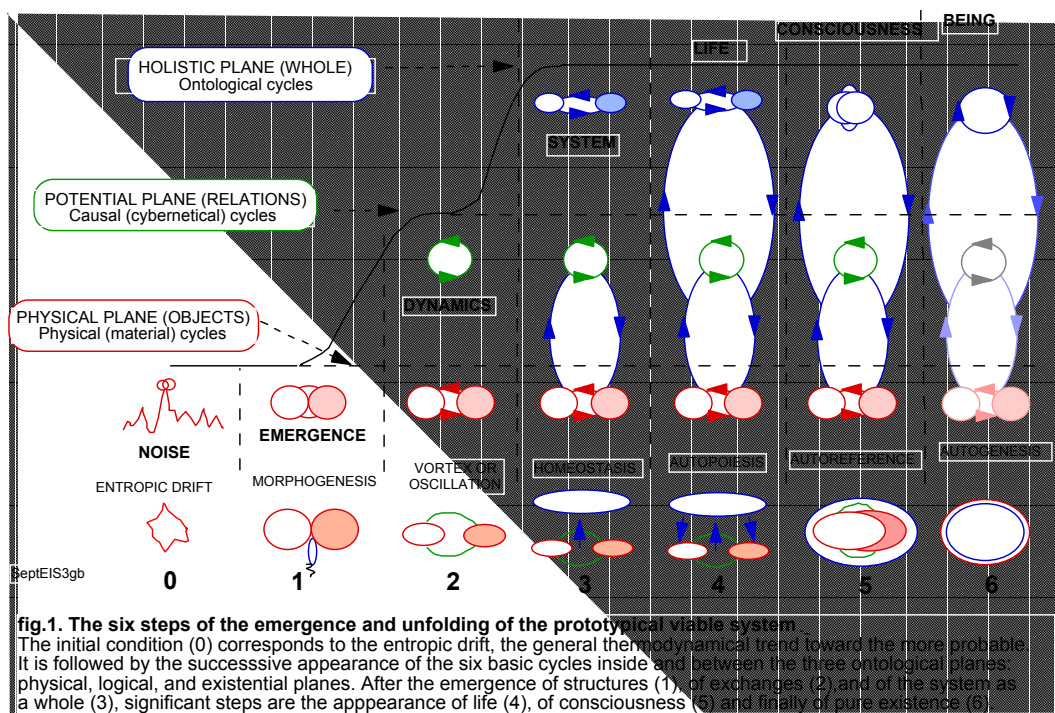 BEING
CONSCIOUSNESS
LIFE
HOLISTIC PLANE (WHOLE)
Ontological cycles
SYSTEM
POTENTIAL PLANE (RELATIONS)
Causal (cybernetical) cycles
DYNAMICS
PHYSICAL PLANE (OBJECTS)
Physical (material) cycles
NOISE
EMERGENCE
ENTROPIC DRIFT
MORPHOGENESIS
VORTEX OR
OSCILLATION
HOMEOSTASIS
AUTOPOIESIS
AUTOREFERENCE
AUTOGENESIS
SeptEIS3gb
0
1
2
3
4
5
6
fig.1. The six steps of the emergence and unfolding of the prototypical viable system
The initial condition (0) corresponds to the entropic drift, the general thermodynamical trend toward the more probable.
It is followed by the successsive appearance of the six basic cycles inside and between the three ontological planes:
physical, logical, and existential planes. After the emergence of structures (1), of exchanges (2),and of the system as
a whole (3), significant steps are the apppearance of life (4), of consciousness (5) and finally of pure existence (6).